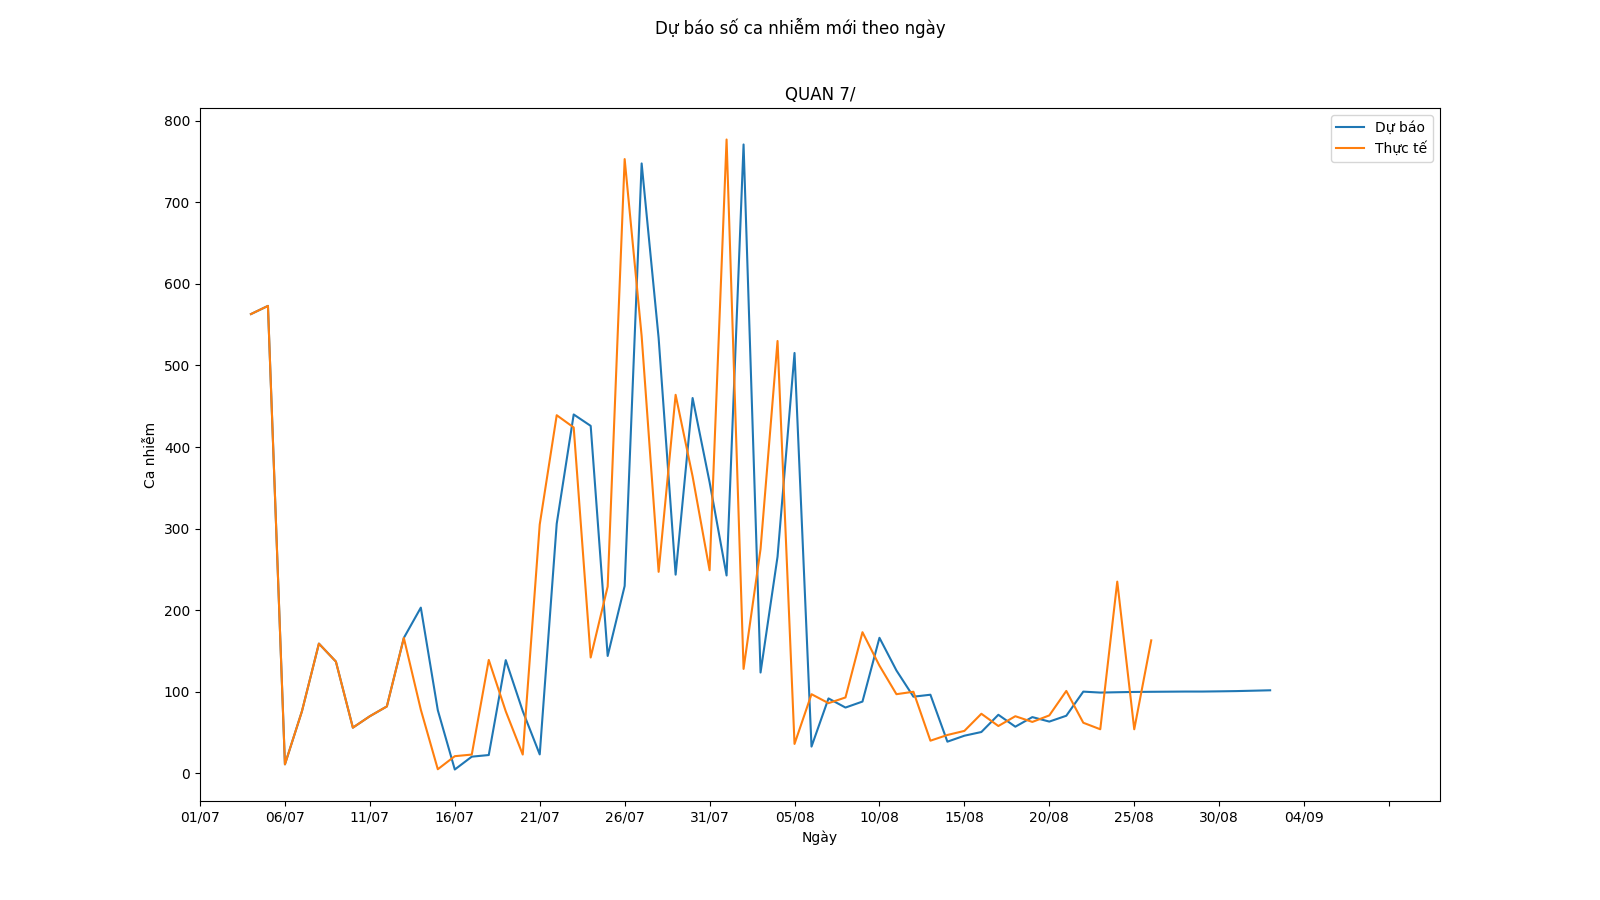 Dự báo số ca nhiễm mới theo ngày
QUAN 7/
Dự báo
Thực tế
800
700
600
500
400
300
200
100
0
Ca nhiễm
01/07 06/07 11/07 16/07 21/07 26/07 31/07 05/08 10/08 15/08 20/08 25/08 30/08 04/09
Ngày